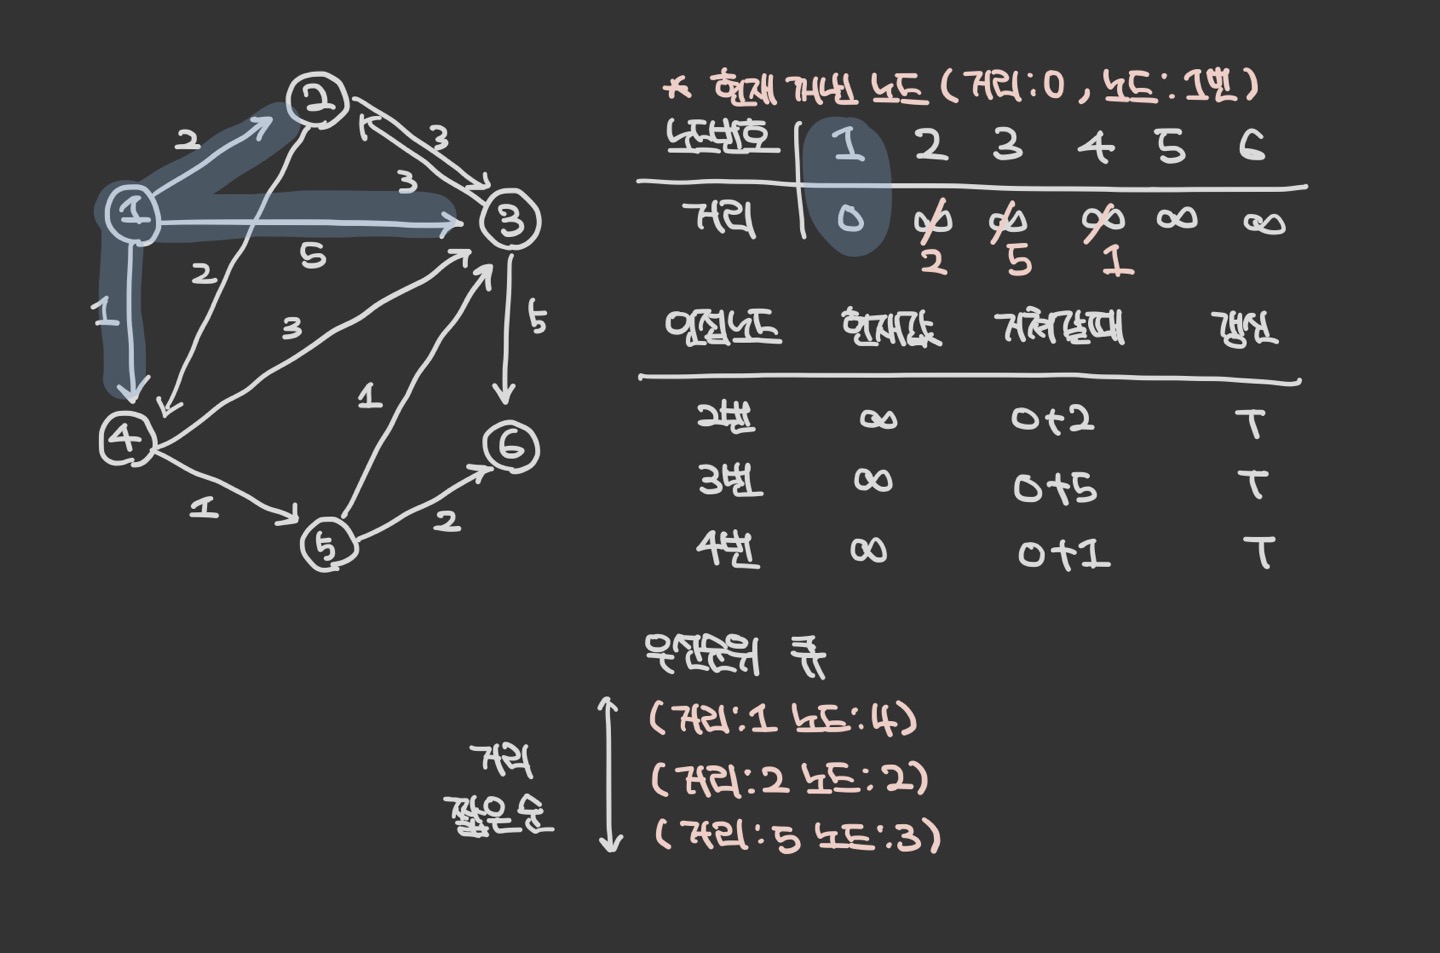 * 현재 꺼낸 노드 (거리:0, 노드:1번)
노드번호 1 2 3 4 5 6
거리 0 ∞ ∞ ∞ ∞ ∞
2 5 1
인접노드 현재값 거쳐갈때 갱신
2번 ∞ 0+2 T
3번 ∞ 0+5 T
4번 ∞ 0+1 T
2
2
3
3
1
3
5
2
1
3
5
1
4
6
1
2
5
우선순위 큐
(거리:1 노드:4)
(거리:2 노드:2)
(거리:5 노드:3)
거리
짧은 순